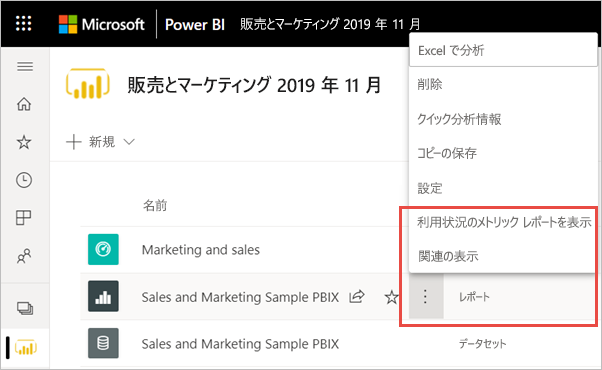 Microsoft Power BI 販売とマーケティング 2019 年 11 月
販売とマーケティング 2019 年 11 月
新規
Excel で分析
削除
クイック分析情報
コピーの保存
設定
利用状況のメトリック レポートを表示
関連の表示
名前
Marketing and sales
Sales and Marketing Sample PBIX レポート
Sales and Marketing Sample PBIX データセット